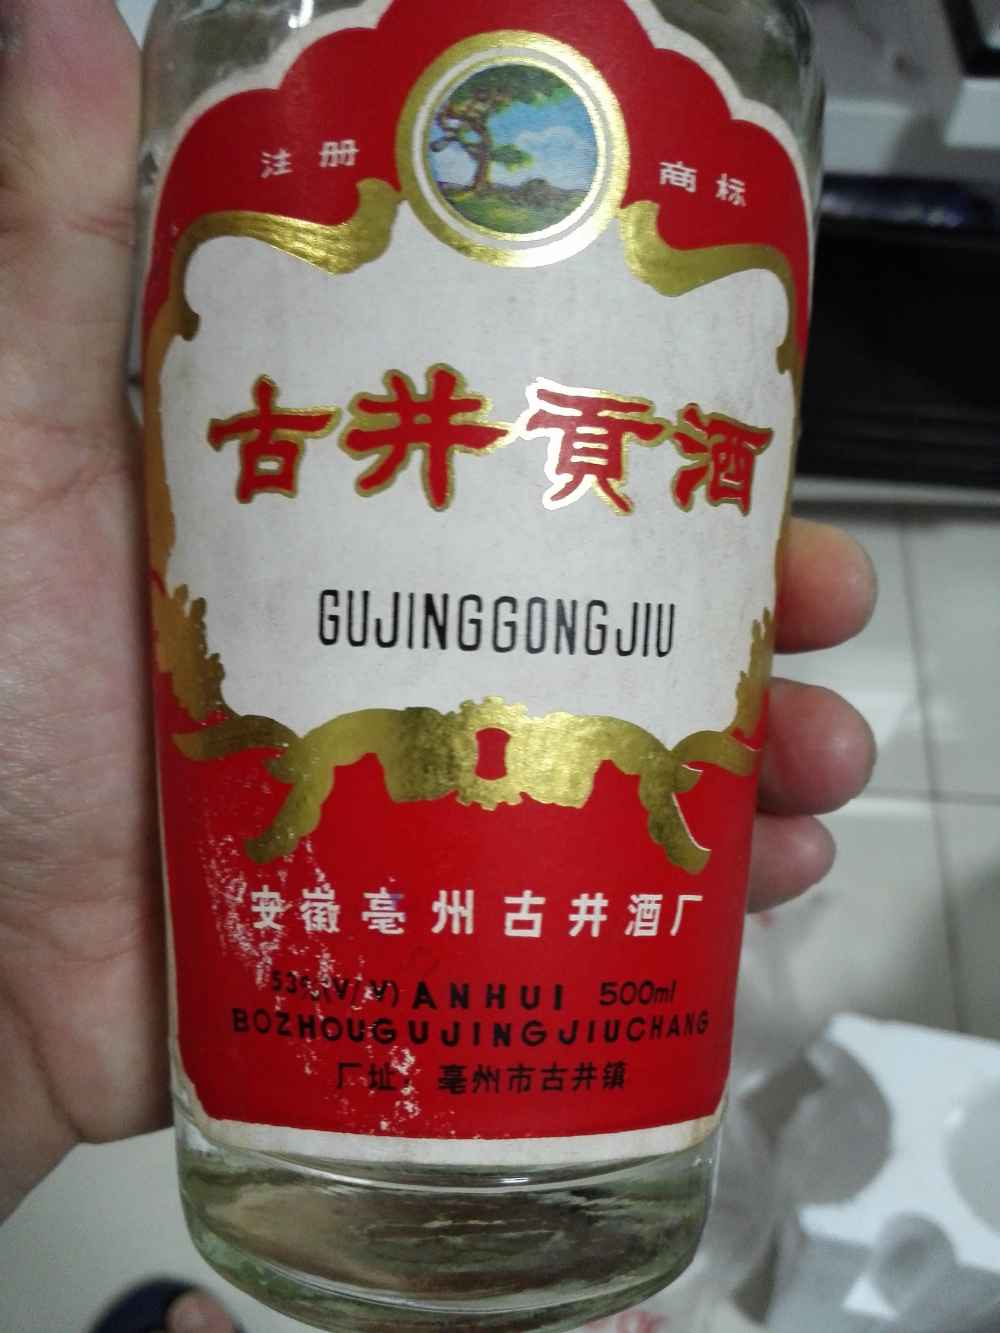 注册 商标
古井贡酒
GUJINGGONGJIU
安徽亳州古井酒厂
53%(V/V) ANHUI 500ml
BOZHOUGUJINGJIUCHANG
厂址：亳州市古井镇